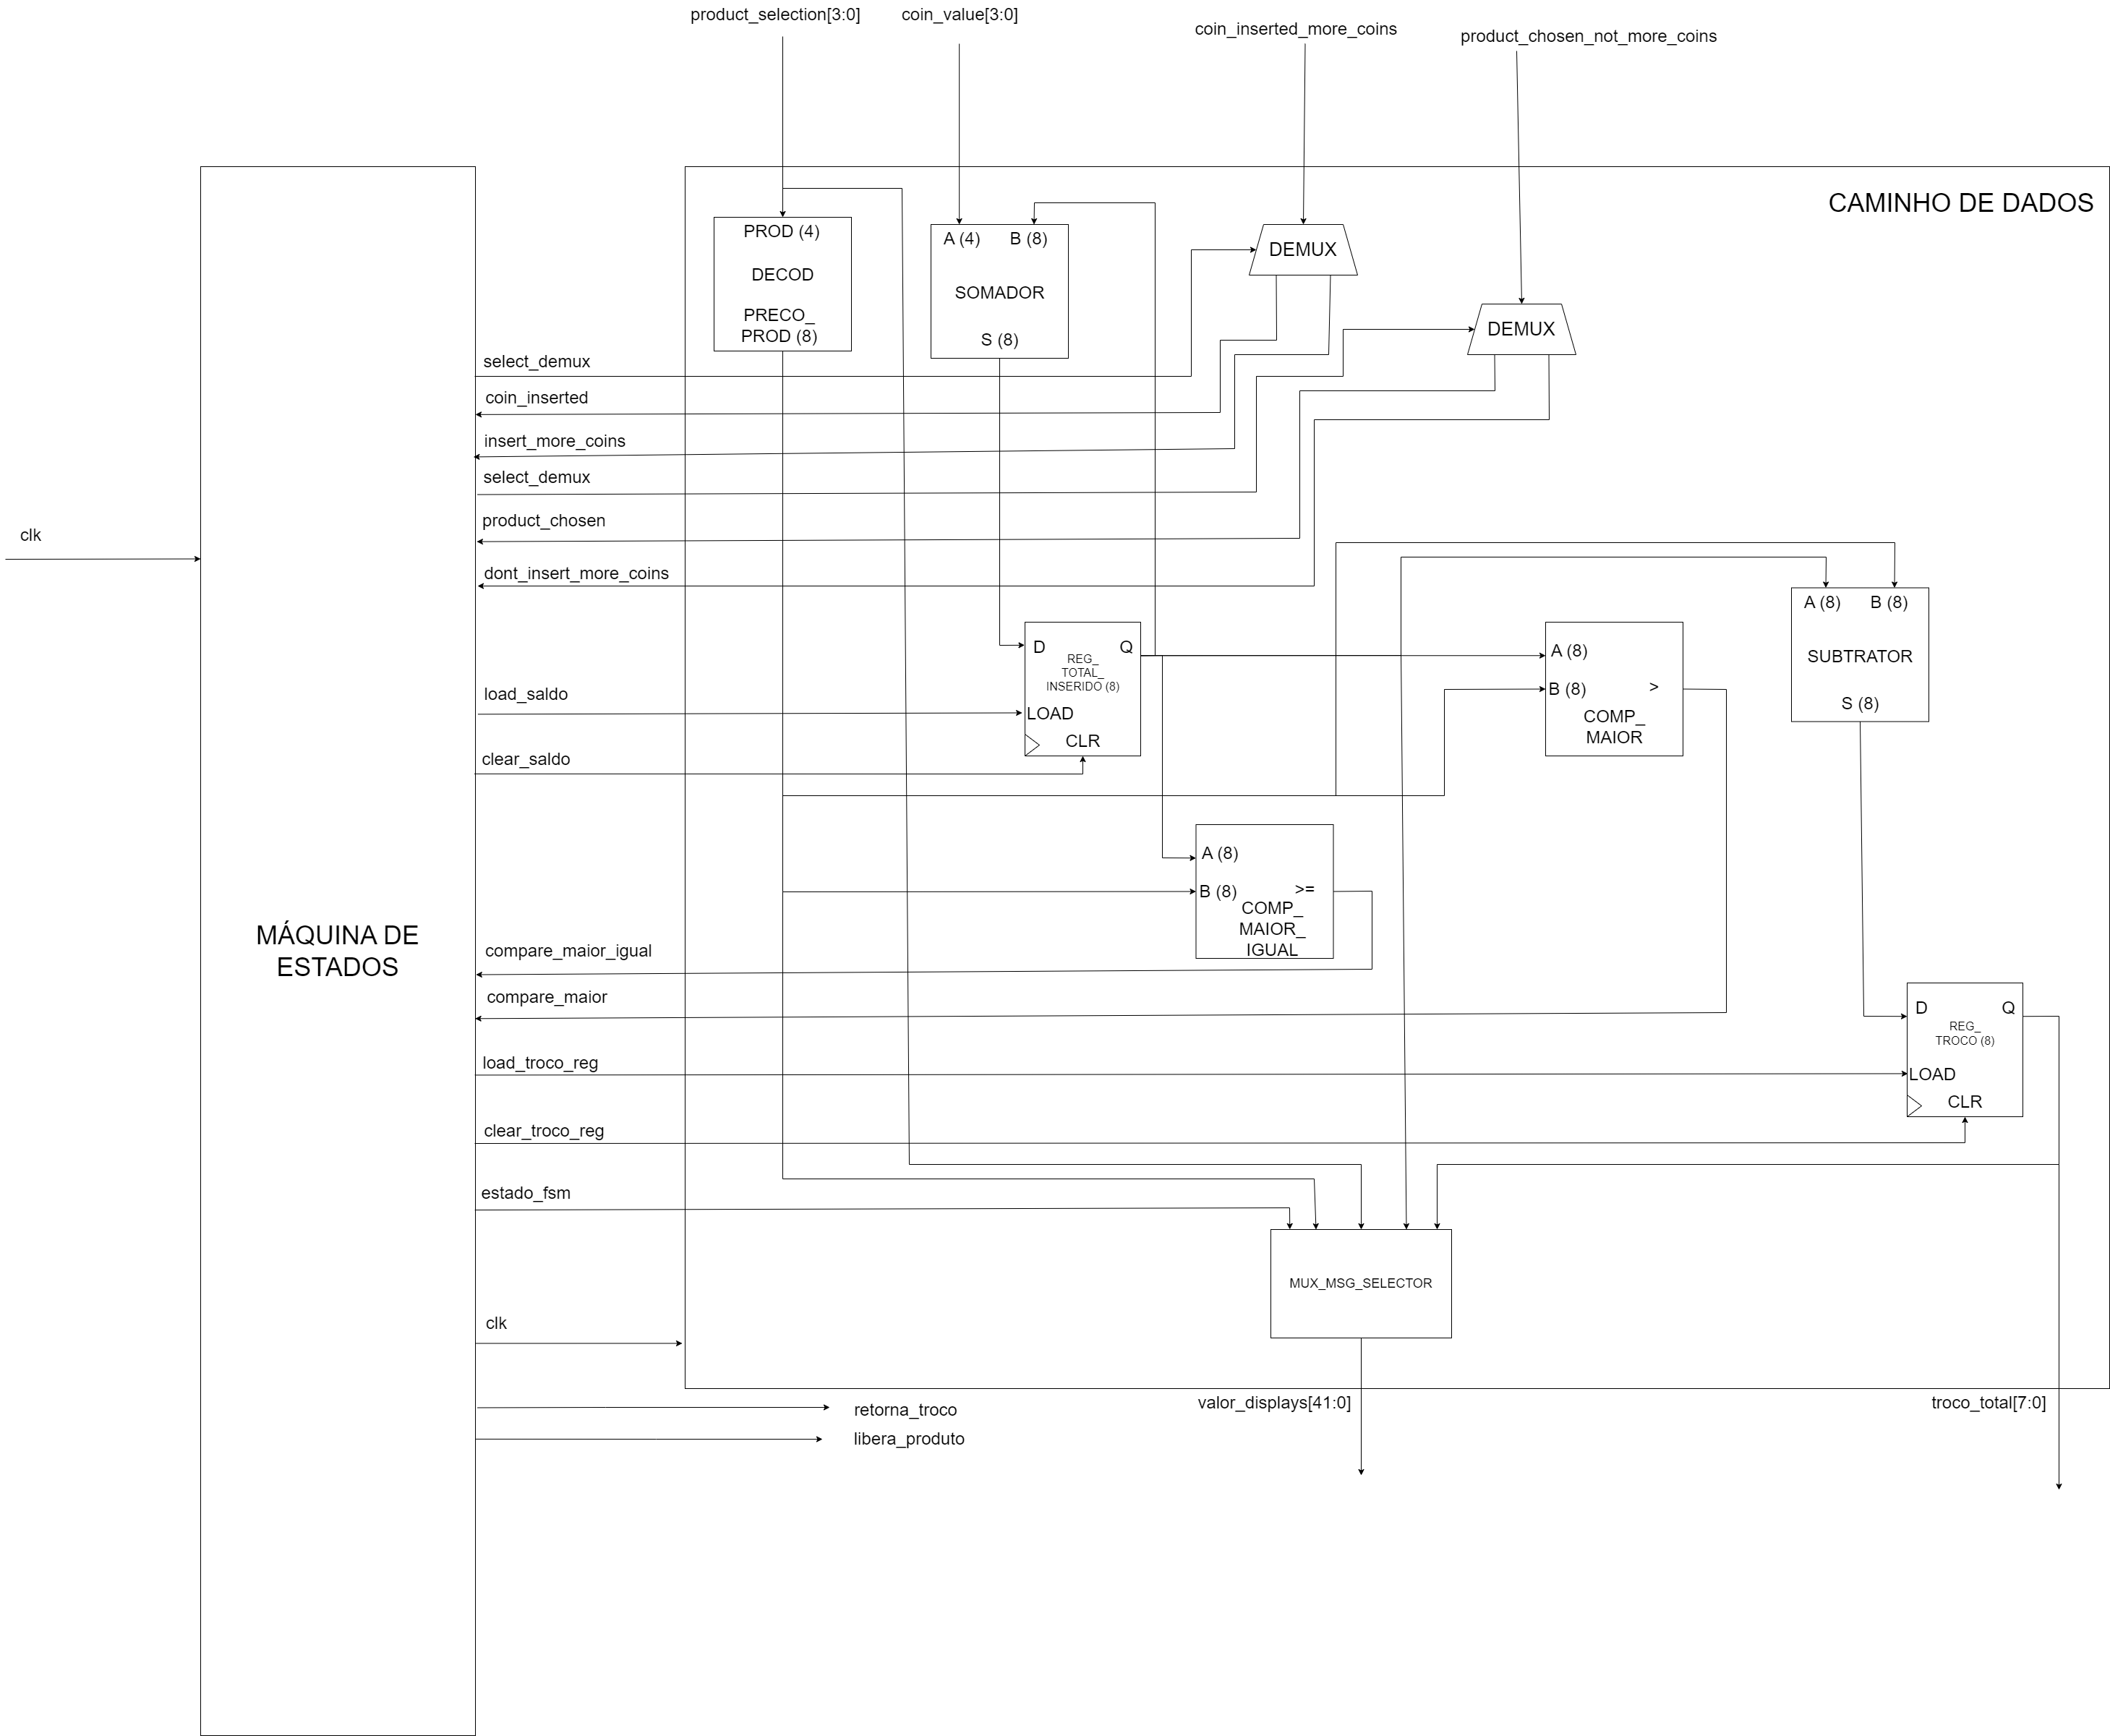 product_selection[3:0]
coin_value[3:0]
coin_inserted_more_coins
product_chosen_not_more_coins
CAMINHO DE DADOS
PROD (4)
DECOD
PRECO_
PROD (8)
A (4)
B (8)
SOMADOR
S (8)
DEMUX
DEMUX
select_demux
coin_inserted
insert_more_coins
select_demux
product_chosen
clk
dont_insert_more_coins
A (8)
B (8)
SUBTRATOR
S (8)
D
Q
REG_
TOTAL_
INSERIDO (8)
LOAD
CLR
A (8)
B (8)
>
COMP_
MAIOR
load_saldo
clear_saldo
A (8)
B (8)
>=
COMP_
MAIOR_
IGUAL
MÁQUINA DE
ESTADOS
compare_maior_igual
compare_maior
D
Q
REG_
TROCO (8)
LOAD
CLR
load_troco_reg
clear_troco_reg
estado_fsm
MUX_MSG_SELECTOR
clk
valor_displays[41:0]
troco_total[7:0]
retorna_troco
libera_produto